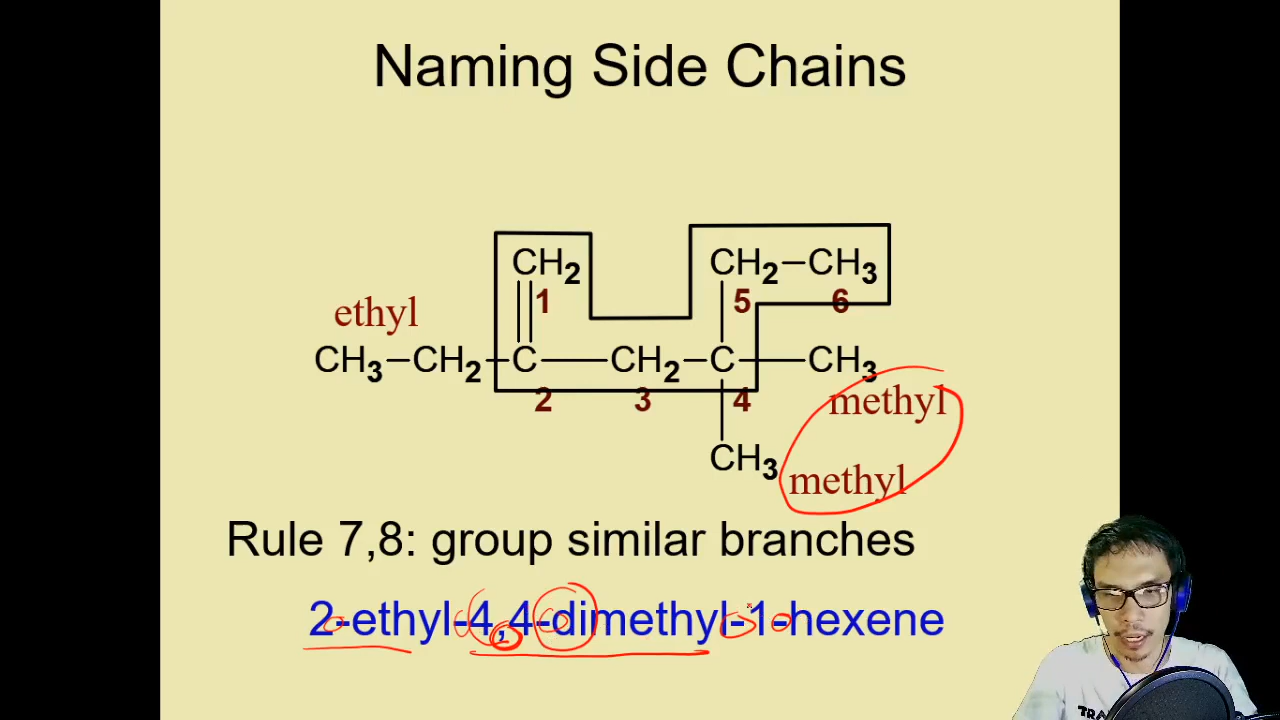 Naming Side Chains
CH2 CH2–CH3
1 5 6
ethyl
CH3–CH2–C–CH2–C–CH3
2 3 4
methyl
CH3
methyl
Rule 7,8: group similar branches
2-ethyl-4,4-dimethyl-1-hexene